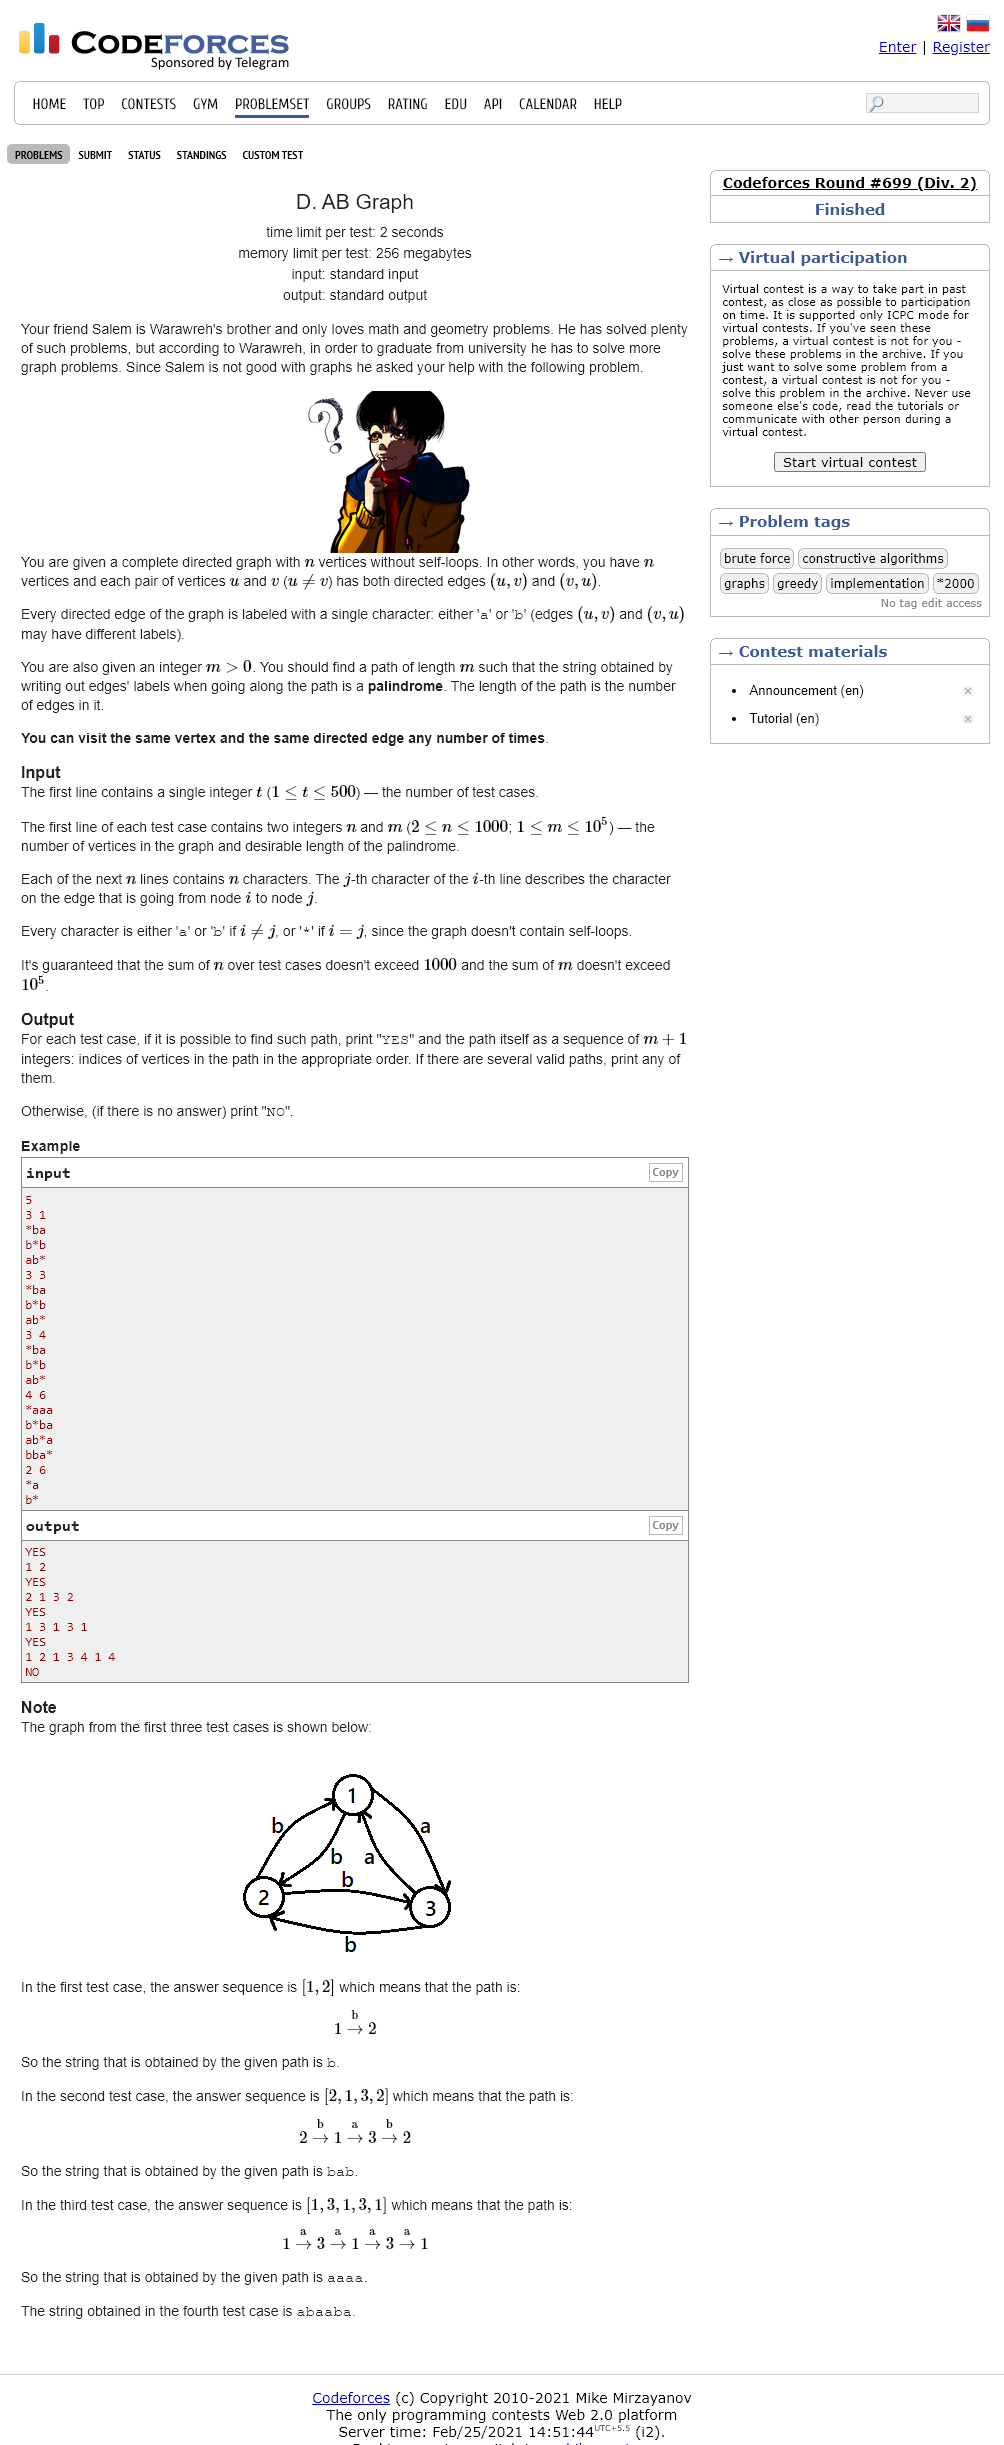 CODEFORCES
Sponsored by Telegram
Enter | Register
HOME TOP CONTESTS GYM PROBLEMSET GROUPS RATING EDU API CALENDAR HELP
PROBLEMS SUBMIT STATUS STANDINGS CUSTOM TEST
D. AB Graph
time limit per test: 2 seconds
memory limit per test: 256 megabytes
input: standard input
output: standard output
Your friend Salem is Warawreh's brother and only loves math and geometry problems. He has solved plenty
of such problems, but according to Warawreh, in order to graduate from university he has to solve more
graph problems. Since Salem is not good with graphs he asked your help with the following problem.
?
You are given a complete directed graph with n vertices without self-loops. In other words, you have n
vertices and each pair of vertices u and v (u ≠ v) has both directed edges (u, v) and (v, u).
Every directed edge of the graph is labeled with a single character: either 'a' or 'b' (edges (u, v) and (v, u)
may have different labels).
You are also given an integer m > 0. You should find a path of length m such that the string obtained by
writing out edges' labels when going along the path is a palindrome. The length of the path is the number
of edges in it.
You can visit the same vertex and the same directed edge any number of times.
Input
The first line contains a single integer t (1 ≤ t ≤ 500) — the number of test cases.
The first line of each test case contains two integers n and m (2 ≤ n ≤ 1000; 1 ≤ m ≤ 10^5) — the
number of vertices in the graph and desirable length of the palindrome.
Each of the next n lines contains n characters. The j-th character of the i-th line describes the character
on the edge that is going from node i to node j.
Every character is either 'a' or 'b' if i ≠ j, or '*' if i = j, since the graph doesn't contain self-loops.
It's guaranteed that the sum of n over test cases doesn't exceed 1000 and the sum of m doesn't exceed
10^5.
Output
For each test case, if it is possible to find such path, print "YES" and the path itself as a sequence of m + 1
integers: indices of vertices in the path in the appropriate order. If there are several valid paths, print any of
them.
Otherwise, (if there is no answer) print "NO".
Example
input Copy
5
3 1
*ba
b*b
ab*
3 3
*ba
b*b
ab*
3 4
*ba
b*b
ab*
4 6
*aaa
b*ba
ab*a
bba*
2 6
*a
b*
output Copy
YES
1 2
YES
2 1 3 2
YES
1 3 1 3 1
YES
1 2 1 3 4 1 4
NO
Note
The graph from the first three test cases is shown below:
1
b a
b a
b
2 3
b
In the first test case, the answer sequence is [1, 2] which means that the path is:
b
1 → 2
So the string that is obtained by the given path is b.
In the second test case, the answer sequence is [2, 1, 3, 2] which means that the path is:
b a b
2 → 1 → 3 → 2
So the string that is obtained by the given path is bab.
In the third test case, the answer sequence is [1, 3, 1, 3, 1] which means that the path is:
a a a a
1 → 3 → 1 → 3 → 1
So the string that is obtained by the given path is aaaa.
The string obtained in the fourth test case is abaaba.
Codeforces Round #699 (Div. 2)
Finished
→ Virtual participation
Virtual contest is a way to take part in past
contest, as close as possible to participation
on time. It is supported only ICPC mode for
virtual contests. If you've seen these
problems, a virtual contest is not for you -
solve these problems in the archive. If you
just want to solve some problem from a
contest, a virtual contest is not for you -
solve this problem in the archive. Never use
someone else's code, read the tutorials or
communicate with other person during a
virtual contest.
Start virtual contest
→ Problem tags
brute force constructive algorithms
graphs greedy implementation *2000
No tag edit access
→ Contest materials
Announcement (en)
Tutorial (en)
Codeforces (c) Copyright 2010-2021 Mike Mirzayanov
The only programming contests Web 2.0 platform
Server time: Feb/25/2021 14:51:44 UTC+5.5 (i2).